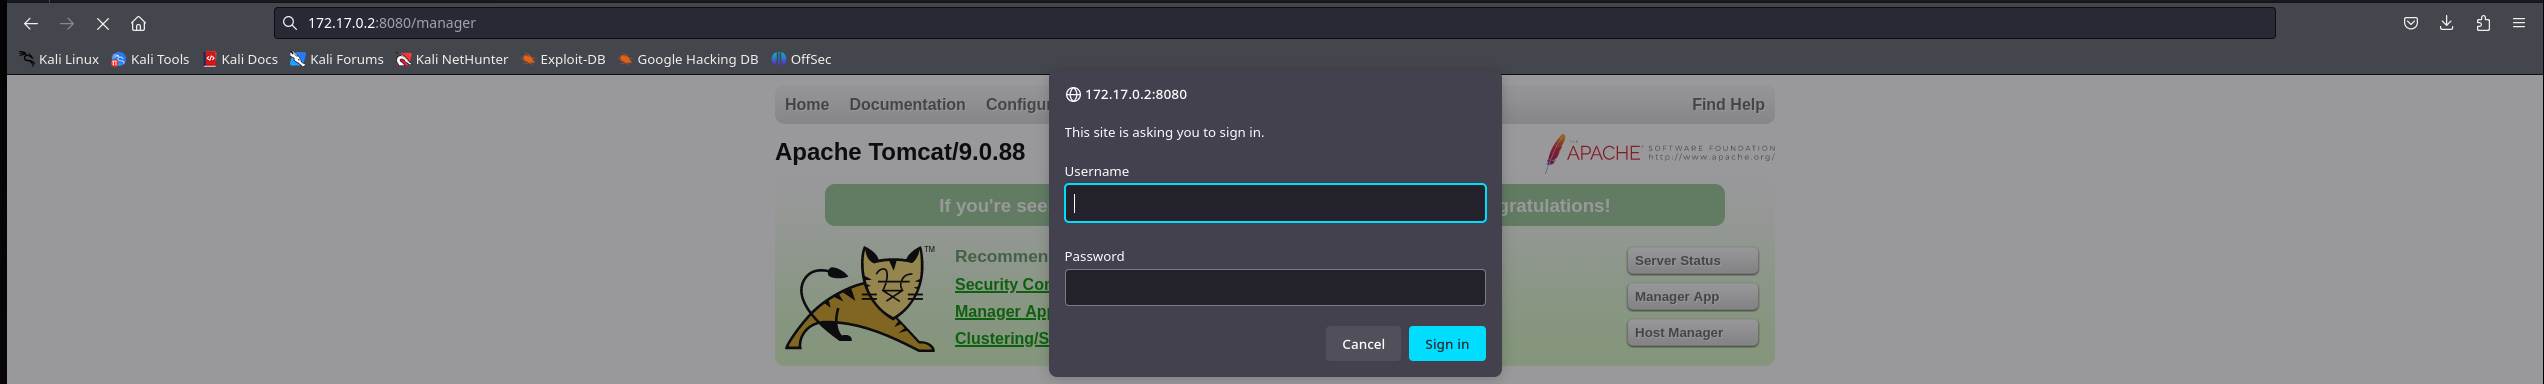 172.17.0.2:8080/manager
Kali Linux Kali Tools Kali Docs Kali Forums Kali NetHunter Exploit-DB Google Hacking DB OffSec
172.17.0.2:8080
This site is asking you to sign in.
Username
Password
Cancel Sign in
Home Documentation Configu Find Help
Apache Tomcat/9.0.88
THE APACHE SOFTWARE FOUNDATION
http://www.apache.org/
If you're see gratulations!
TM
Recommen
Security Con
Manager App
Clustering/S
Server Status
Manager App
Host Manager